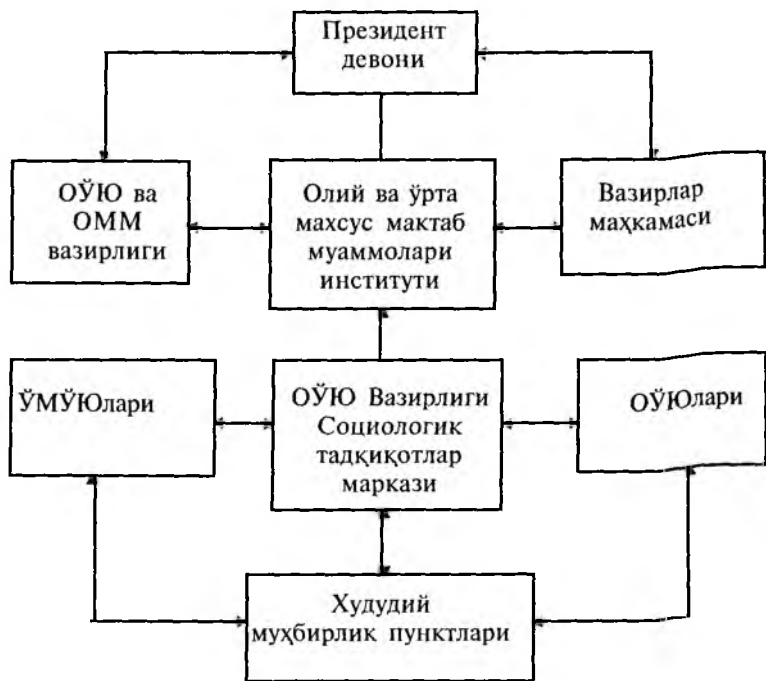 Президент
девони
ОЎЮ ва
ОММ
вазирлиги
Олий ва ўрта
махсус мактаб
муаммолари
институти
Вазирлар
маҳкамаси
ЎМЎЮлари
ОЎЮ Вазирлиги
Социологик
тадқиқотлар
маркази
ОЎЮлари
Худудий
муҳбирлик пунктлари